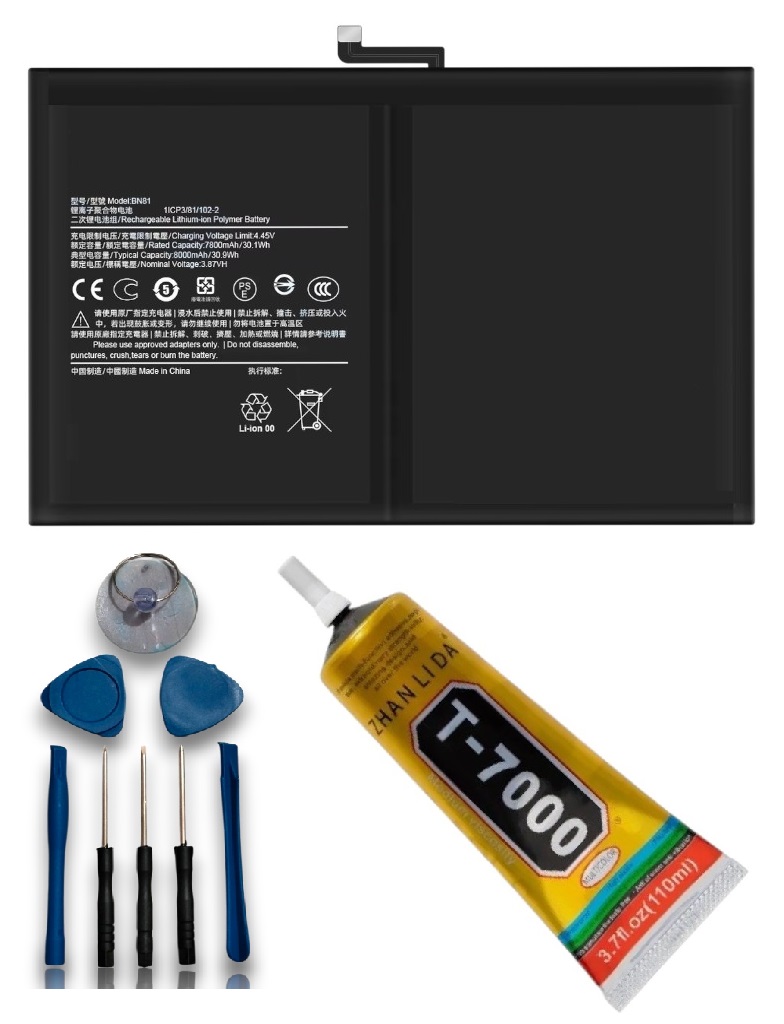 型号/型號 Model:BN81
锂离子聚合物电池 1ICP3/81/102-2
二次锂电池组/Rechargeable Lithium-ion Polymer Battery
充电限制电压/充電限制電壓/Charging Voltage Limit:4.45V
额定容量/額定電容量/Rated Capacity:7800mAh/30.1Wh
典型电容量/Typical Capacity:8000mAh/30.9Wh
额定电压/標稱電壓/Nominal Voltage:3.87VH
CE 5 PS E CCC
請使用原厂指定充电器 | 浸水后禁止使用 | 禁止拆解、撞击、挤压或投入火
中，若出现鼓胀或变形，请勿继续使用 | 勿将电池置于高温区
請使用原廠指定充電器 | 禁止拆解、刺破、擠壓、加熱或燃燒 | 詳情請參考说明書
Please use approved adapters only. | Do not disassemble,
punctures, crush,tears or burn the battery.
中国制造/中國製造 Made in China 执行标准:
Li-ion 00
ZHAN LI DA
T-7000
MULTICOLOR
3.7fl.oz(110ml)